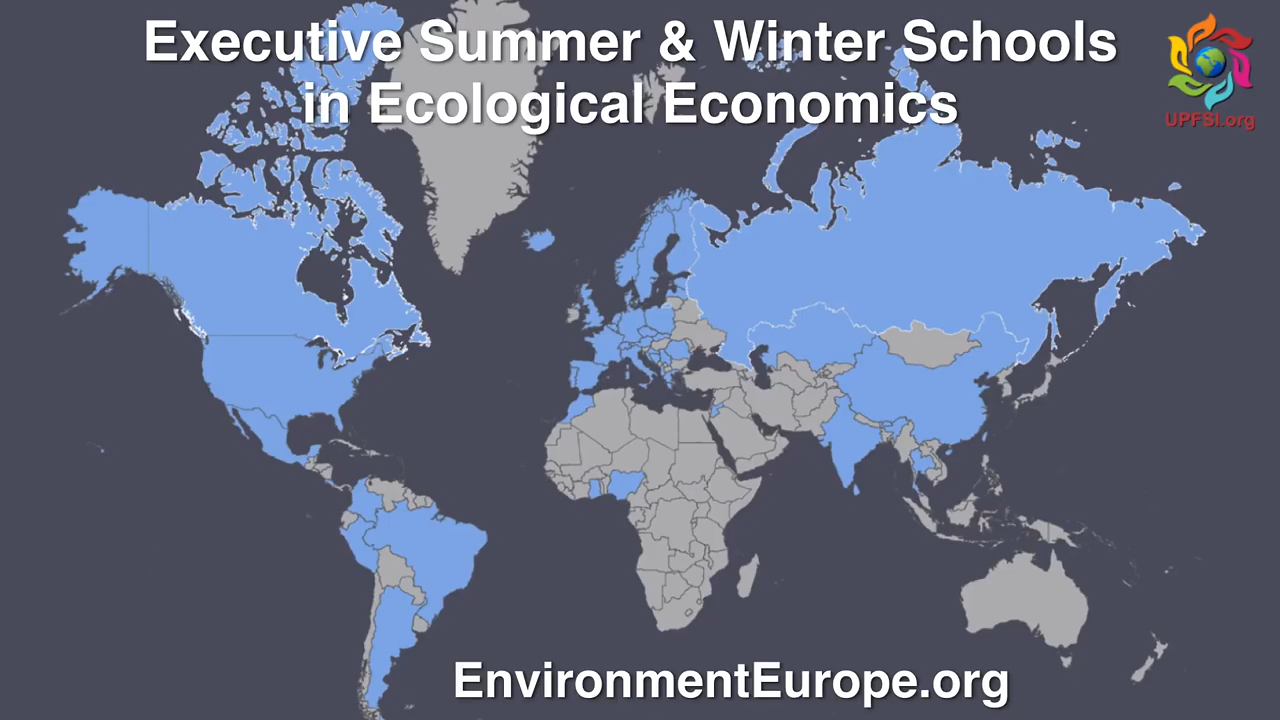 Executive Summer & Winter Schools
in Ecological Economics
UPFSI.org
EnvironmentEurope.org